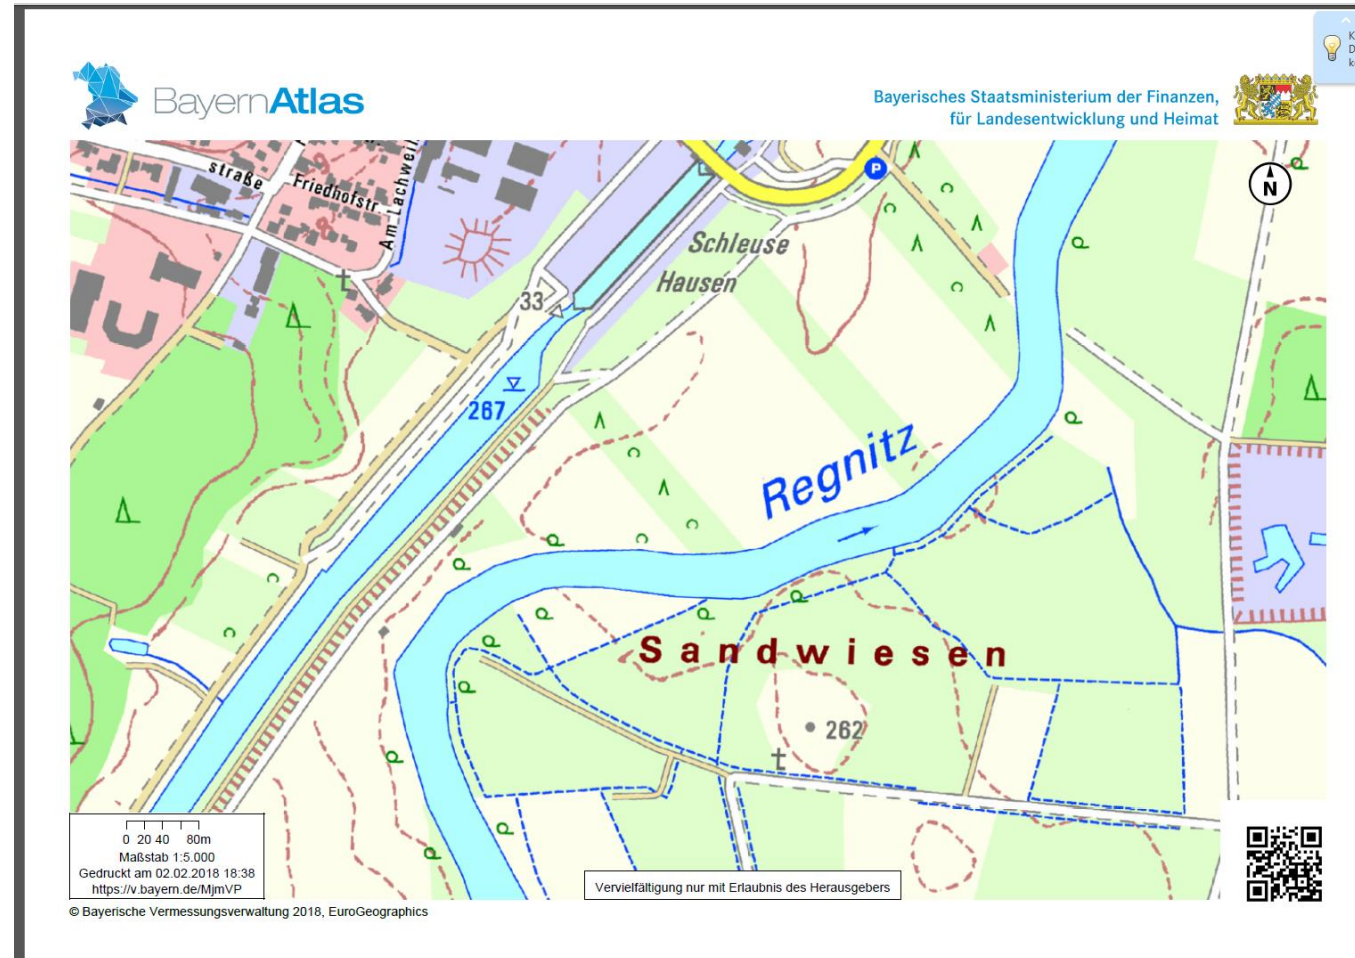 BayernAtlas
Bayerisches Staatsministerium der Finanzen,
für Landesentwicklung und Heimat
K
D
k
P
N
straße
Friedhofstr.
Am Lachweil
Schleuse
Hausen
33
267
Regnitz
Sandwiesen
262
0 20 40 80m
Maßstab 1:5.000
Gedruckt am 02.02.2018 18:38
https://v.bayern.de/MjmVP
Vervielfältigung nur mit Erlaubnis des Herausgebers
© Bayerische Vermessungsverwaltung 2018, EuroGeographics